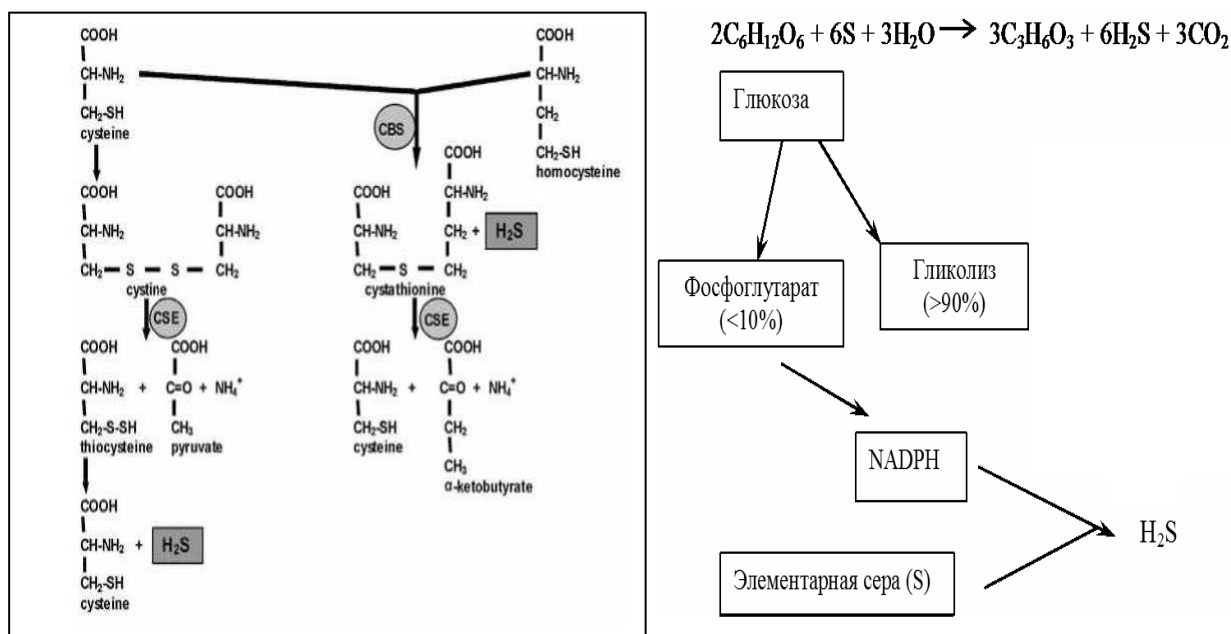 COOH
CH-NH₂
CH₂-SH
cysteine
COOH
CH-NH₂
CH₂
CH₂-SH
homocysteine
CBS
COOH
CH-NH₂
CH₂ — S — S — CH₂
CH-NH₂
COOH
cystine
COOH
CH-NH₂
CH₂ — S — CH₂
CH₂ + H₂S
CH-NH₂
COOH
cystathionine
CSE
CSE
COOH
CH-NH₂ +
CH₂-S-SH
thiocysteine
COOH
C=O + NH₄⁺
CH₃
pyruvate
COOH
CH-NH₂ +
CH₂-SH
cysteine
COOH
C=O + NH₄⁺
CH₂
CH₃
α-ketobutyrate
COOH
CH-NH₂ + H₂S
CH₂-SH
cysteine
2C₆H₁₂O₆ + 6S + 3H₂O → 3C₃H₆O₃ + 6H₂S + 3CO₂
Глюкоза
Фосфоглутарат
(<10%)
Гликолиз
(>90%)
NADPH
H₂S
Элементарная сера (S)